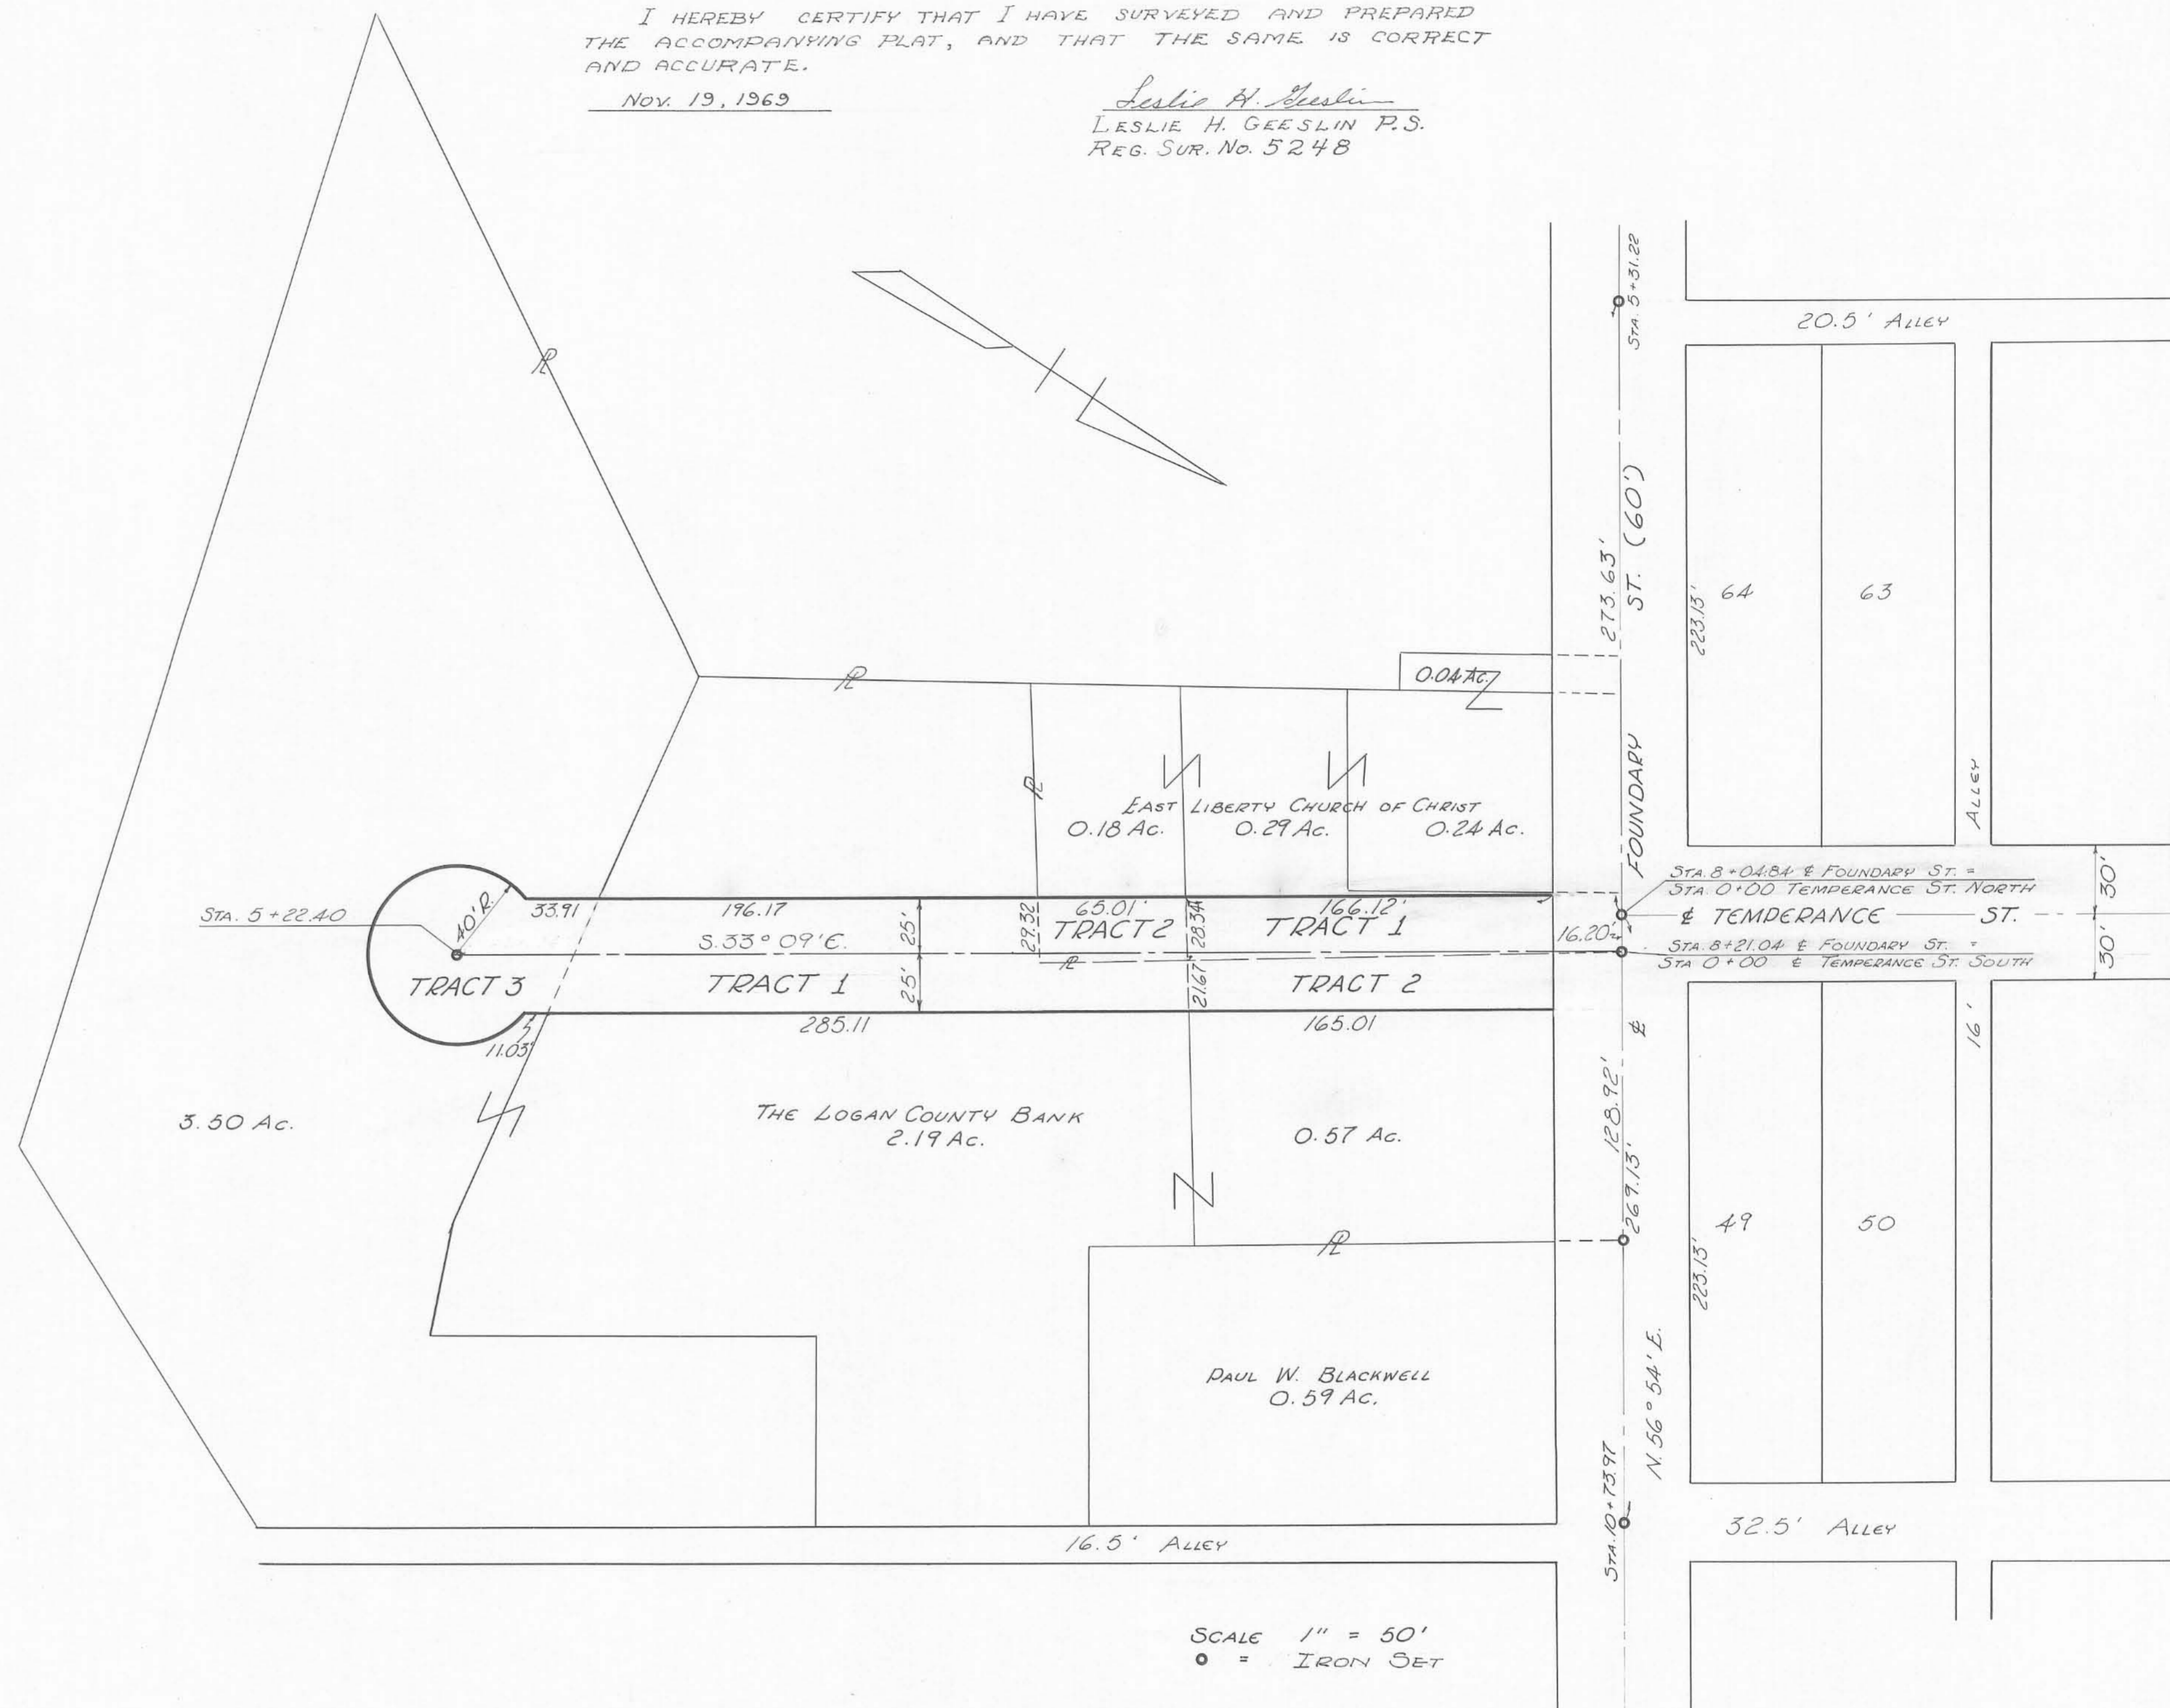 I HEREBY CERTIFY THAT I HAVE SURVEYED AND PREPARED
THE ACCOMPANYING PLAT, AND THAT THE SAME IS CORRECT
AND ACCURATE.
NOV. 19, 1969
Leslie H. Geeslin
LESLIE H. GEESLIN P.S.
REG. SUR. NO. 5248
STA. 5+31.22
20.5' ALLEY
273.63'
ST. (60')
FOUNDARY
223.13'
64
63
ALLEY
0.04 AC.
EAST LIBERTY CHURCH OF CHRIST
0.18 AC.
0.29 AC.
0.24 AC.
STA. 8+04.84 ₵ FOUNDARY ST. =
STA. 0+00 TEMPERANCE ST. NORTH
₵ TEMPERANCE ST.
STA. 8+21.04 ₵ FOUNDARY ST. =
STA 0+00 ₵ TEMPERANCE ST. SOUTH
30'
30'
STA. 5+22.40
40' R.
33.91
196.17
25'
29.32
65.01'
28.34
166.12'
16.20'
TRACT 2
TRACT 1
S. 33° 09' E.
TRACT 3
TRACT 1
25'
21.67
TRACT 2
11.03'
285.11
165.01
₵
16'
128.92'
269.13'
3.50 AC.
THE LOGAN COUNTY BANK
2.19 AC.
0.57 AC.
49
50
223.13'
PAUL W. BLACKWELL
0.59 AC.
N. 56° 54' E.
STA. 10+73.97
16.5' ALLEY
32.5' ALLEY
SCALE 1" = 50'
= IRON SET